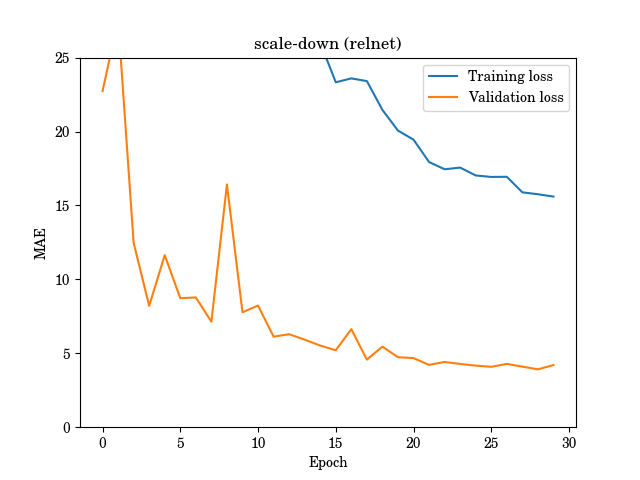 scale-down (relnet)
Training loss
Validation loss
MAE
25
20
15
10
5
0
0 5 10 15 20 25 30
Epoch